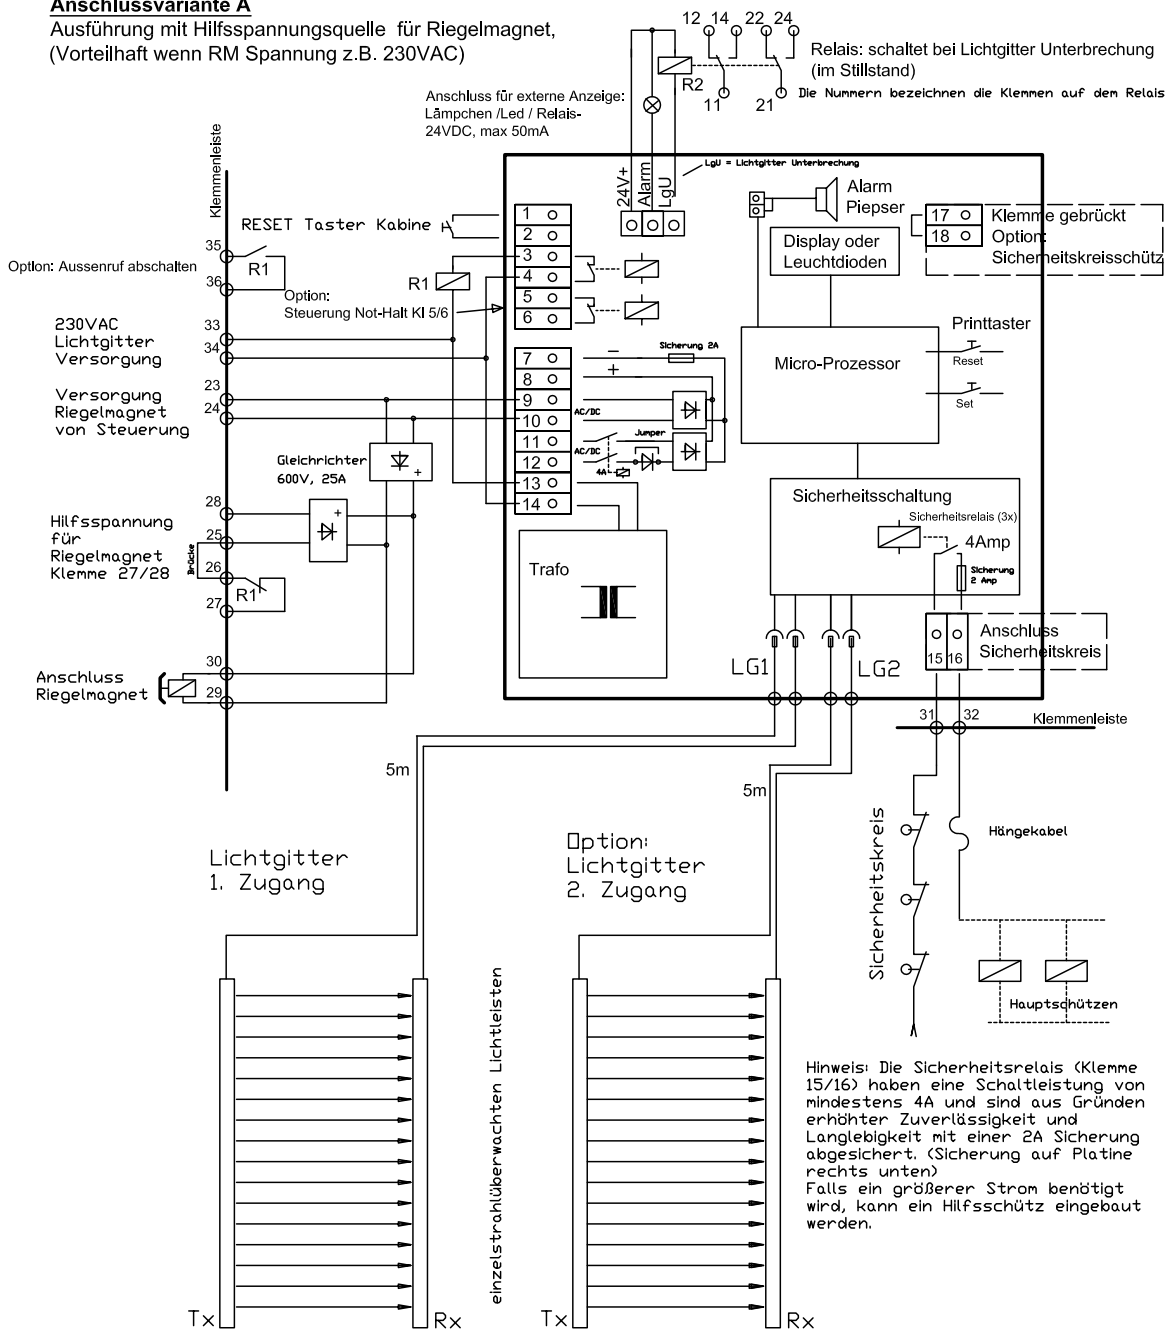 Anschlussvariante A
Ausführung mit Hilfsspannungsquelle für Riegelmagnet,
(Vorteilhaft wenn RM Spannung z.B. 230VAC)
12 14 22 24
R2
11 21
Relais: schaltet bei Lichtgitter Unterbrechung
(im Stillstand)
Die Nummern bezeichnen die Klemmen auf dem Relais
Anschluss für externe Anzeige:
Lämpchen /Led / Relais-
24VDC, max 50mA
LgU = Lichtgitter Unterbrechung
24V+
Alarm
LgU
Klemmenleiste
RESET Taster Kabine
35
R1
36
Option: Aussenruf abschalten
R1
Option:
Steuerung Not-Halt Kl 5/6
230VAC
Lichtgitter
Versorgung
33
34
Versorgung
Riegelmagnet
von Steuerung
23
24
Gleichrichter
600V, 25A
+
+
Hilfsspannung
für
Riegelmagnet
Klemme 27/28
28
25
Brücke
26
R1
27
Anschluss
Riegelmagnet
30
29
1
2
3
4
5
6
7
8
9
10
11
12
13
14
−
+
Sicherung 2A
AC/DC
AC/DC
Jumper
4A
Trafo
Alarm
Piepser
Display oder
Leuchtdioden
17
18
Klemme gebrückt
Option:
Sicherheitskreisschütz
Micro-Prozessor
Printtaster
Reset
Set
Sicherheitsschaltung
Sicherheitsrelais (3x)
4Amp
Sicherung
2 Amp
15 16
Anschluss
Sicherheitskreis
LG1
LG2
31 32
Klemmenleiste
5m
5m
Lichtgitter
1. Zugang
Option:
Lichtgitter
2. Zugang
Sicherheitskreis
Hängekabel
Hauptschützen
einzelstrahlüberwachten Lichtleisten
Hinweis: Die Sicherheitsrelais (Klemme
15/16) haben eine Schaltleistung von
mindestens 4A und sind aus Gründen
erhöhter Zuverlässigkeit und
Langlebigkeit mit einer 2A Sicherung
abgesichert. (Sicherung auf Platine
rechts unten)
Falls ein größerer Strom benötigt
wird, kann ein Hilfsschütz eingebaut
werden.
Tx
Rx
Tx
Rx